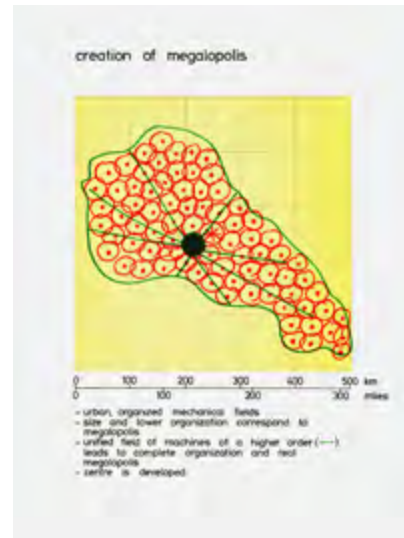 creation of megalopolis
0 100 200 300 400 500 km
0 100 200 300 miles
- urban, organized mechanical fields
- size and lower organization correspond to
megalopolis
- unified field of machines of a higher order (---)
leads to complete organization and real
megalopolis
- centre is developed